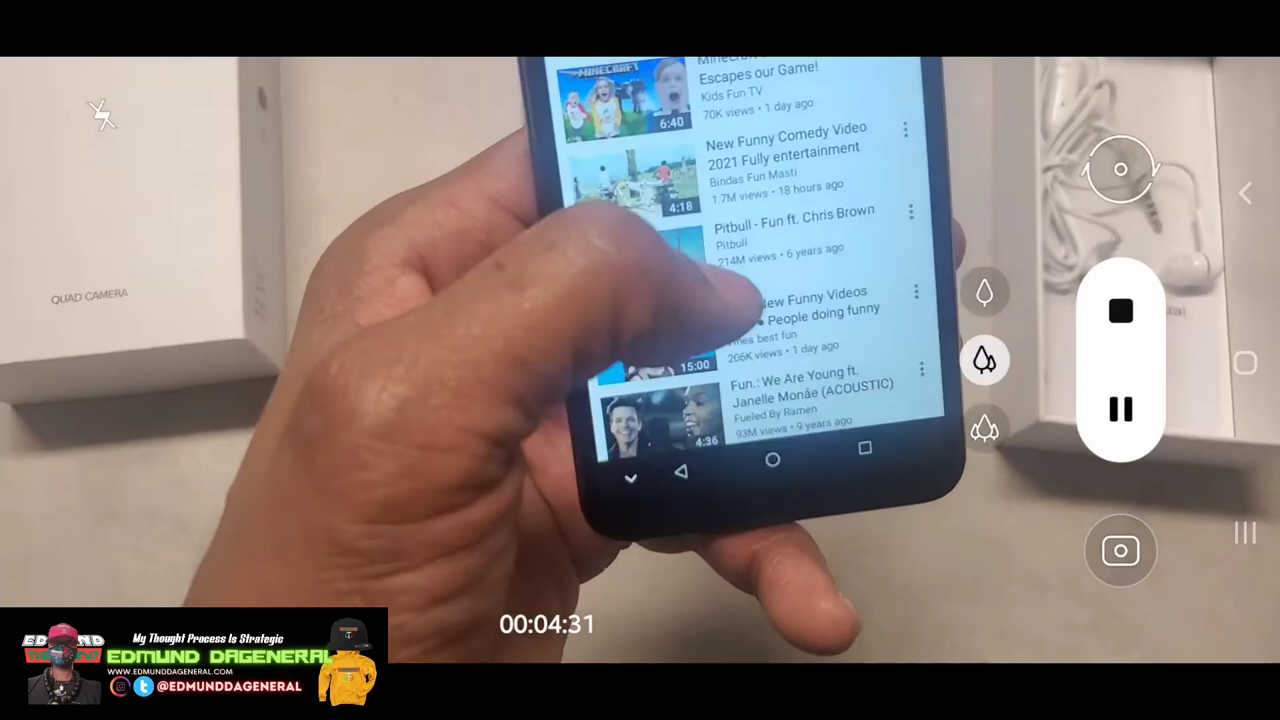 QUAD CAMERA
MINECRAFT
6:40
Escapes our Game!
Kids Fun TV
70K views • 1 day ago
4:18
New Funny Comedy Video
2021 Fully entertainment
Bindas Fun Masti
1.7M views • 18 hours ago
Pitbull - Fun ft. Chris Brown
Pitbull
214M views • 6 years ago
15:00
New Funny Videos
• People doing funny
Vines best fun
206K views • 1 day ago
4:36
Fun.: We Are Young ft.
Janelle Monáe (ACOUSTIC)
Fueled By Ramen
93M views • 9 years ago
00:04:31
My Thought Process Is Strategic
EDMUND DAGENERAL
WWW.EDMUNDDAGENERAL.COM
@EDMUNDDAGENERAL